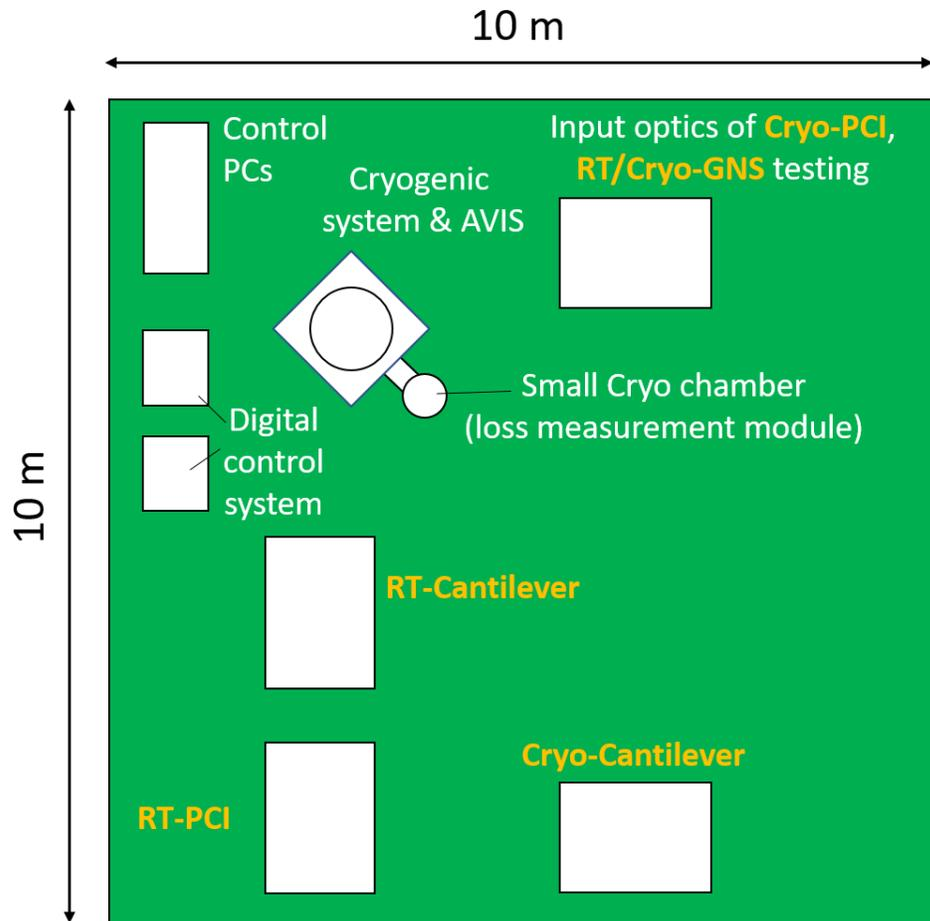 10 m
10 m
Control
PCs
Input optics of Cryo-PCI,
RT/Cryo-GNS testing
Cryogenic
system & AVIS
Small Cryo chamber
(loss measurement module)
Digital
control
system
RT-Cantilever
Cryo-Cantilever
RT-PCI